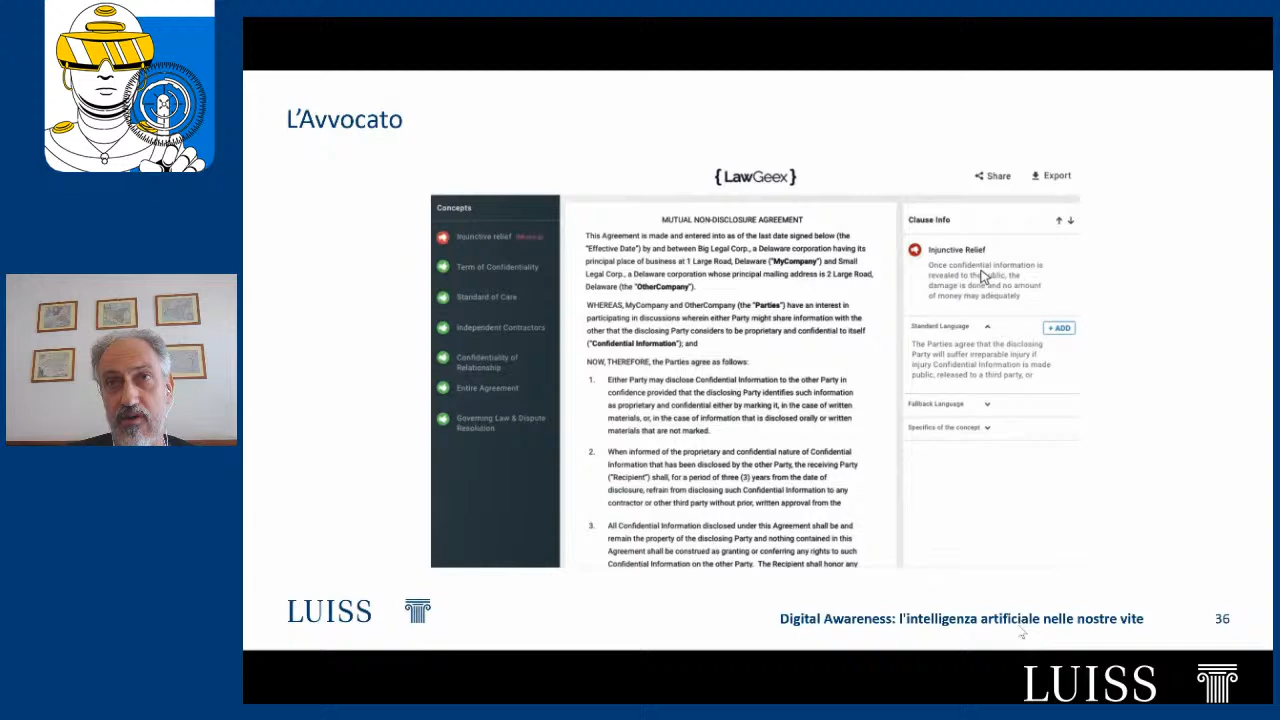 L'Avvocato
{ LawGeex }
Share
Export
Concepts
Injunctive relief
Term of Confidentiality
Standard of Care
Independent Contractors
Confidentiality of
Relationship
Entire Agreement
Governing Law & Dispute
Resolution
MUTUAL NON-DISCLOSURE AGREEMENT
This Agreement is made and entered into as of the last date signed below (the
"Effective Date") by and between Big Legal Corp., a Delaware corporation having its
principal place of business at 1 Large Road, Delaware ("MyCompany") and Small
Legal Corp., a Delaware corporation whose principal mailing address is 2 Large Road,
Delaware (the "OtherCompany").
WHEREAS, MyCompany and OtherCompany (the "Parties") have an interest in
participating in discussions wherein either Party might share information with the
other that the disclosing Party considers to be proprietary and confidential to itself
("Confidential Information"); and
NOW, THEREFORE, the Parties agree as follows:
1. Either Party may disclose Confidential Information to the other Party in
confidence provided that the disclosing Party identifies such information
as proprietary and confidential either by marking it, in the case of written
materials, or, in the case of information that is disclosed orally or written
materials that are not marked.
2. When informed of the proprietary and confidential nature of Confidential
Information that has been disclosed by the other Party, the receiving Party
("Recipient") shall, for a period of three (3) years from the date of
disclosure, refrain from disclosing such Confidential Information to any
contractor or other third party without prior, written approval from the
3. All Confidential Information disclosed under this Agreement shall be and
remain the property of the disclosing Party and nothing contained in this
Agreement shall be construed as granting or conferring any rights to such
Confidential Information on the other Party. The Recipient shall honor any
Clause Info
Injunctive Relief
Once confidential information is
revealed to the public, the
damage is done and no amount
of money may adequately
Standard Language
+ ADD
The Parties agree that the disclosing
Party will suffer irreparable injury if
injury Confidential Information is made
public, released to a third party, or
Fallback Language
Specifics of the concept
LUISS
Digital Awareness: l'intelligenza artificiale nelle nostre vite
36
LUISS